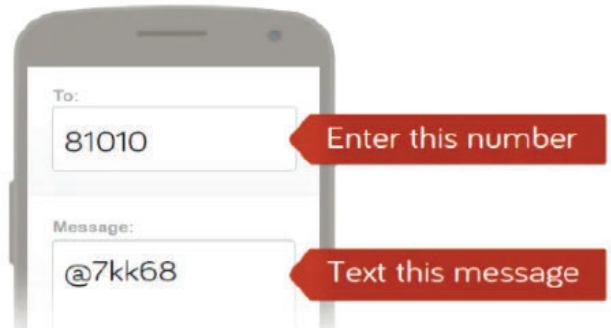 To:
81010
Enter this number
Message:
@7kk68
Text this message